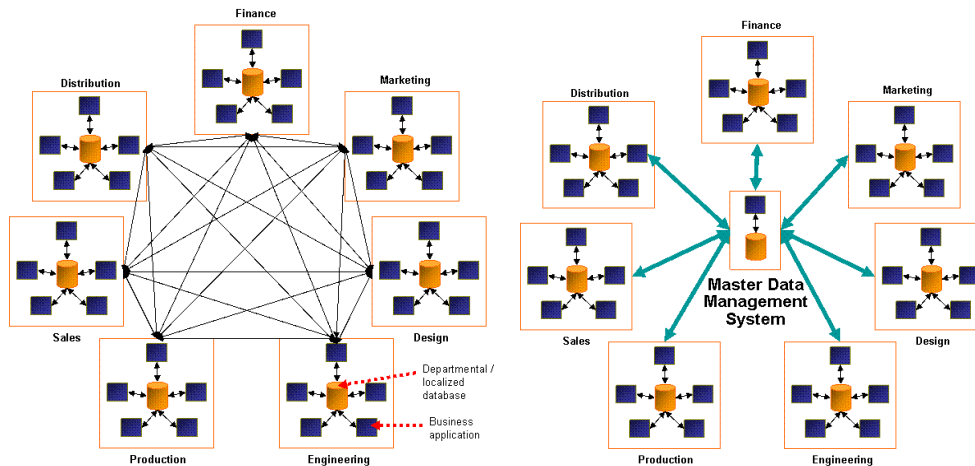 Finance
Distribution
Marketing
Sales
Design
Departmental /
localized
database
Business
application
Production
Engineering
Finance
Distribution
Marketing
Master Data
Management
System
Sales
Design
Production
Engineering